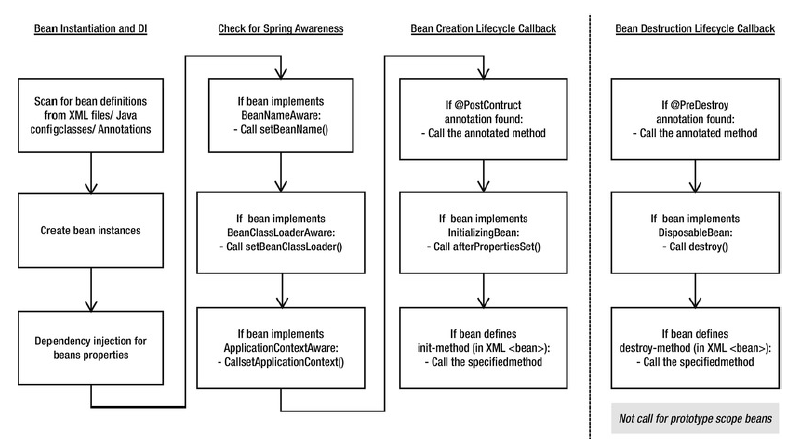 Bean Instantiation and DI
Scan for bean definitions
from XML files/ Java
configclasses/ Annotations
Create bean instances
Dependency injection for
beans properties
Check for Spring Awareness
If bean implements
BeanNameAware:
- Call setBeanName()
If bean implements
BeanClassLoaderAware:
- Call setBeanClassLoader()
If bean implements
ApplicationContextAware:
- CallsetApplicationContext()
Bean Creation Lifecycle Callback
If @PostContruct
annotation found:
- Call the annotated method
If bean implements
InitializingBean:
- Call afterPropertiesSet()
If bean defines
init-method (in XML <bean>):
- Call the specifiedmethod
Bean Destruction Lifecycle Callback
If @PreDestroy
annotation found:
- Call the annotated method
If bean implements
DisposableBean:
- Call destroy()
If bean defines
destroy-method (in XML <bean>):
- Call the specifiedmethod
Not call for prototype scope beans